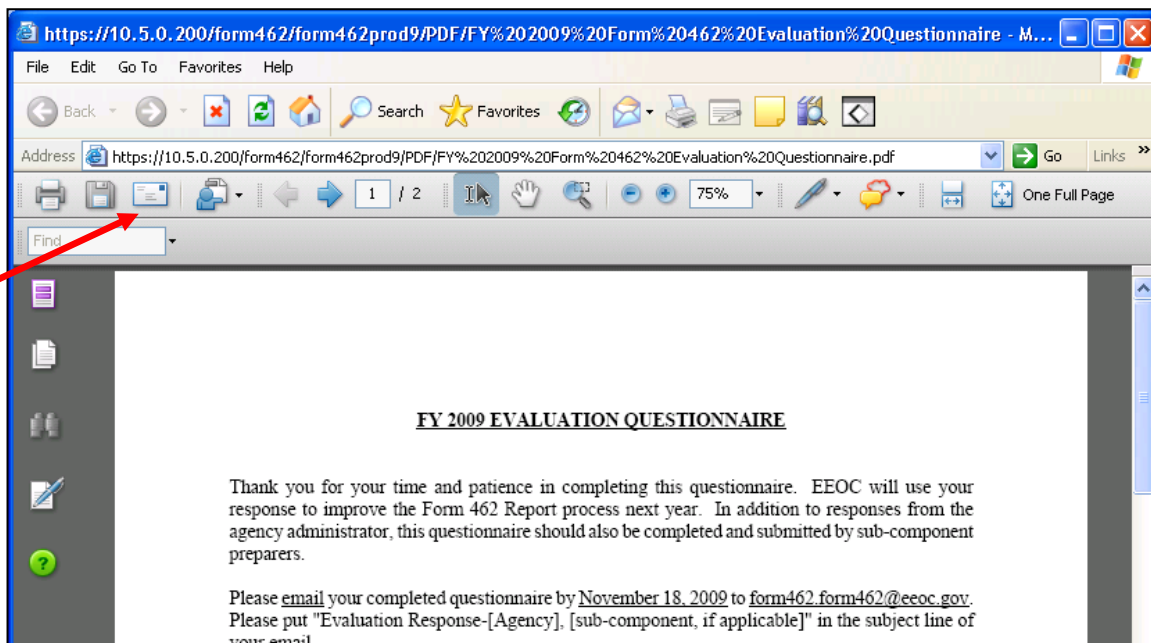 https://10.5.0.200/form462/form462prod9/PDF/FY%202009%20Form%20462%20Evaluation%20Questionnaire - M...
File Edit Go To Favorites Help
Back Search Favorites
Address https://10.5.0.200/form462/form462prod9/PDF/FY%202009%20Form%20462%20Evaluation%20Questionnaire.pdf Go Links »
1 / 2 75% One Full Page
Find
FY 2009 EVALUATION QUESTIONNAIRE
Thank you for your time and patience in completing this questionnaire. EEOC will use your
response to improve the Form 462 Report process next year. In addition to responses from the
agency administrator, this questionnaire should also be completed and submitted by sub-component
preparers.
Please email your completed questionnaire by November 18, 2009 to form462.form462@eeoc.gov.
Please put "Evaluation Response-[Agency], [sub-component, if applicable]" in the subject line of
your email